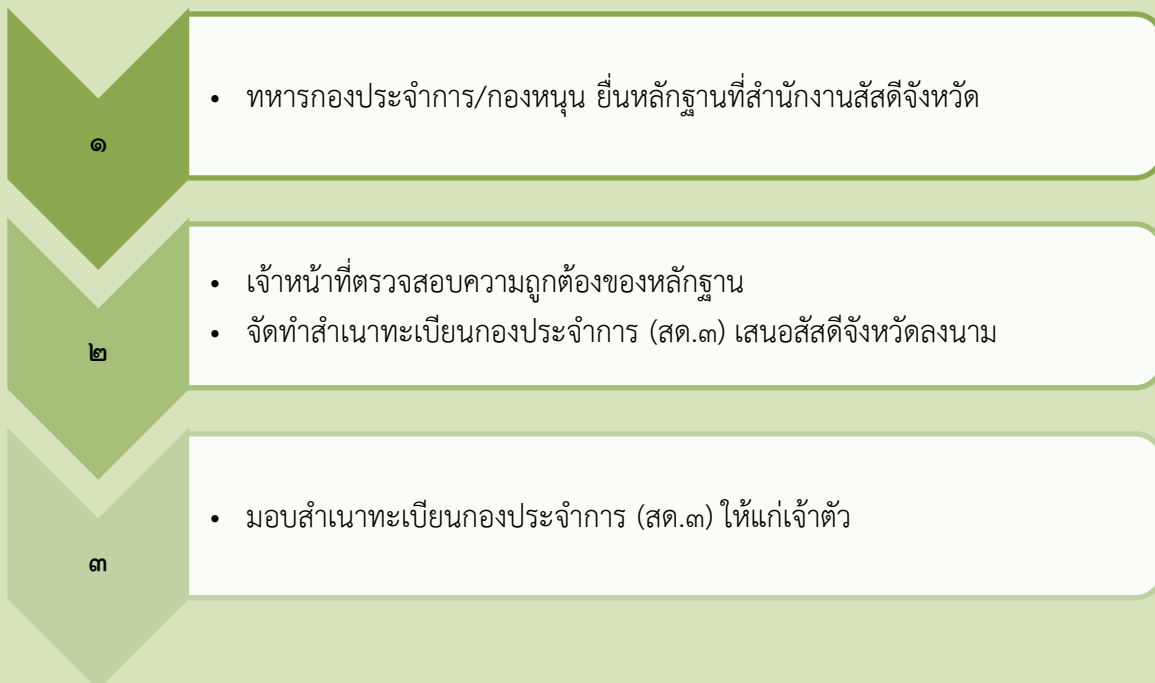 ๑
• ทหารกองประจำการ/กองหนุน ยื่นหลักฐานที่สำนักงานสัสดีจังหวัด
๒
• เจ้าหน้าที่ตรวจสอบความถูกต้องของหลักฐาน
• จัดทำสำเนาทะเบียนกองประจำการ (สด.๓) เสนอสัสดีจังหวัดลงนาม
๓
• มอบสำเนาทะเบียนกองประจำการ (สด.๓) ให้แก่เจ้าตัว